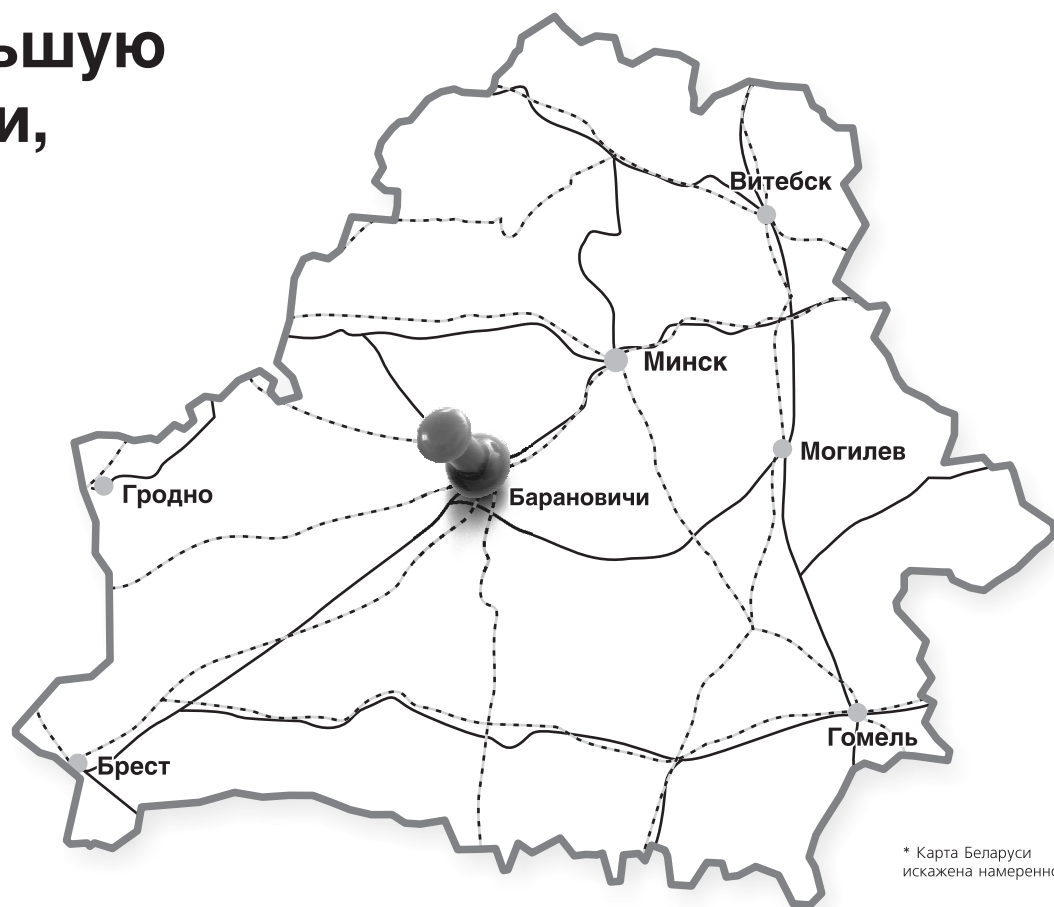 ьшую
и,
Витебск
Минск
Могилев
Гродно
Барановичи
Гомель
Брест
* Карта Беларуси
искажена намеренно